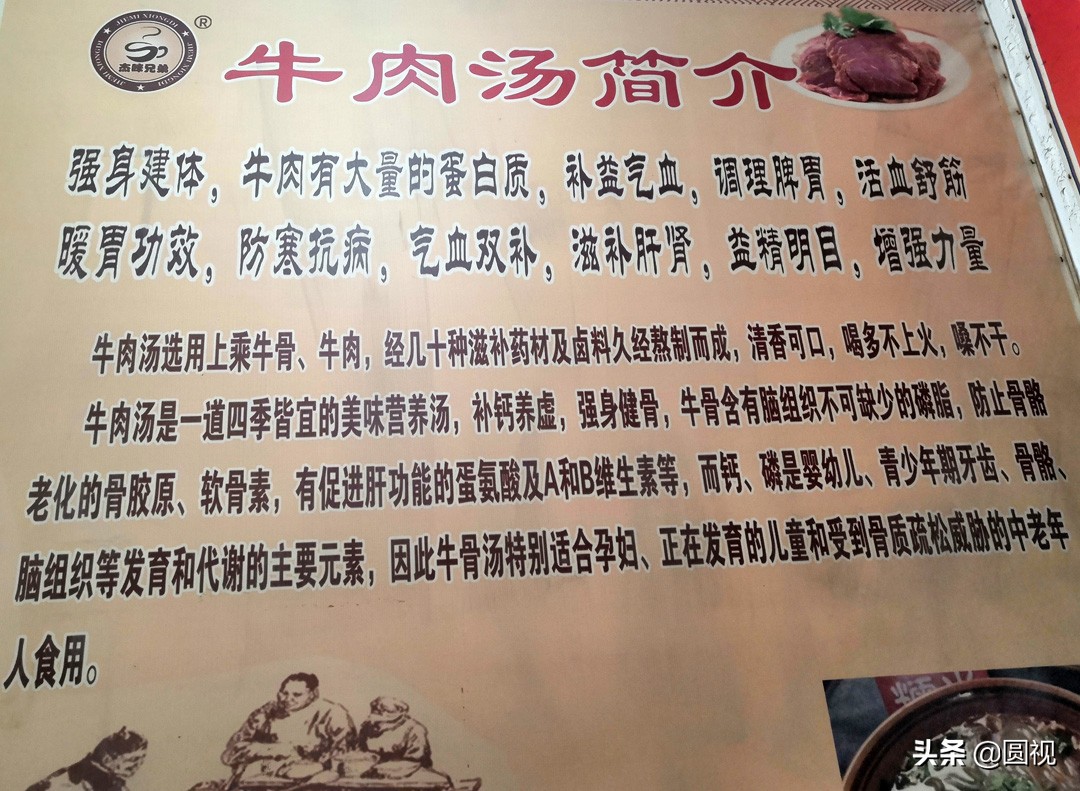 JIEMI XIONGDI
JIEMI XIONGDI
JIEMI XIONGDI
杰咪兄弟
®
牛肉汤简介
强身建体，牛肉有大量的蛋白质，补益气血，调理脾胃，活血舒筋
暖胃功效，防寒抗病，气血双补，滋补肝肾，益精明目，增强力量
牛肉汤选用上乘牛骨、牛肉，经几十种滋补药材及卤料久经熬制而成，清香可口，喝多不上火，嗓不干。
牛肉汤是一道四季皆宜的美味营养汤，补钙养虚，强身健骨，牛骨含有脑组织不可缺少的磷脂，防止骨骼
老化的骨胶原、软骨素，有促进肝功能的蛋氨酸及A和B维生素等，而钙、磷是婴幼儿、青少年期牙齿、骨骼、
脑组织等发育和代谢的主要元素，因此牛骨汤特别适合孕妇、正在发育的儿童和受到骨质疏松威胁的中老年
人食用。
头条 @圆视